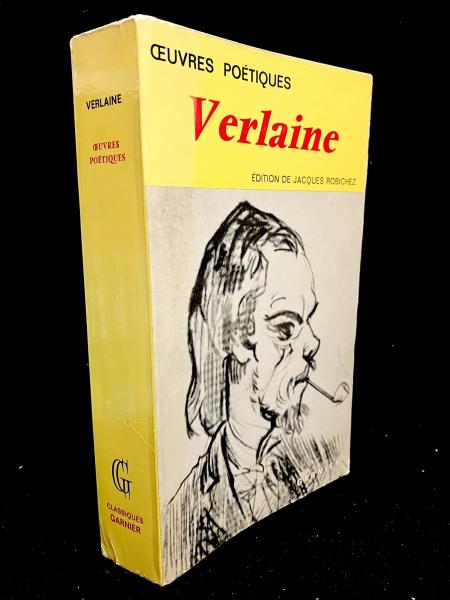 ŒUVRES POÉTIQUES
Verlaine
ÉDITION DE JACQUES ROBICHEZ
VERLAINE
ŒUVRES
POÉTIQUES
G
CLASSIQUES
GARNIER